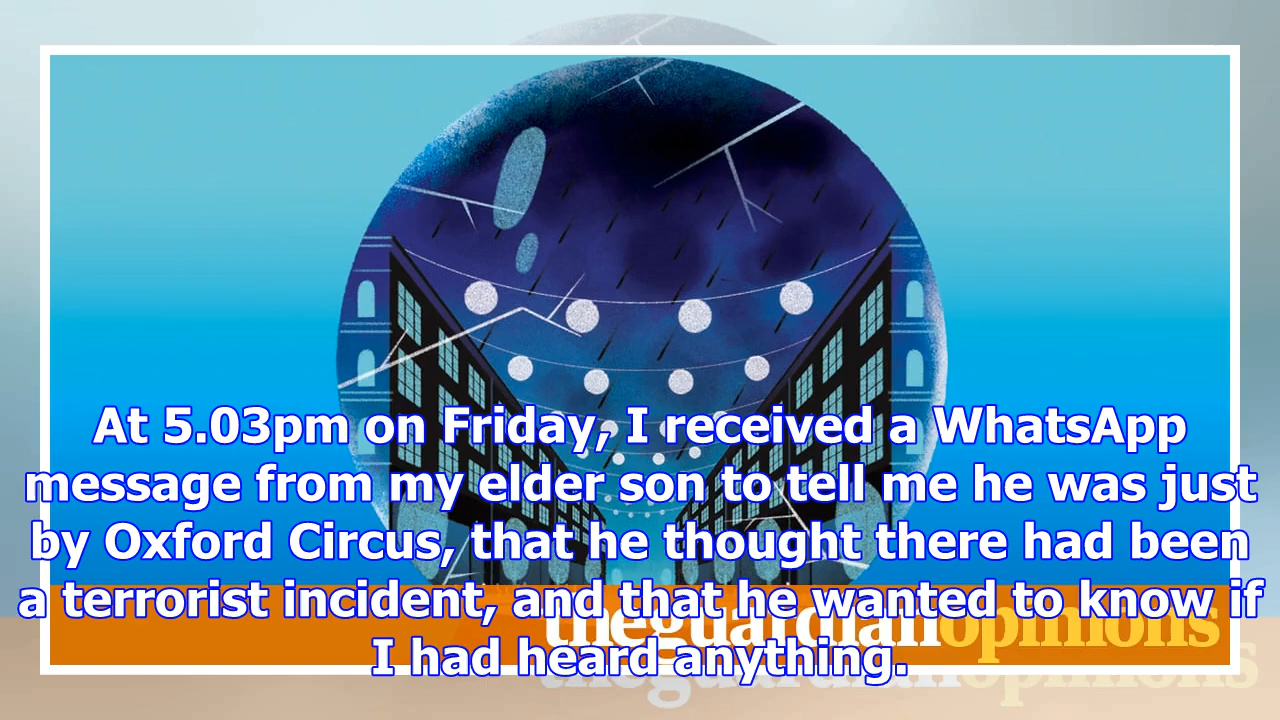 At 5.03pm on Friday, I received a WhatsApp
message from my elder son to tell me he was just
by Oxford Circus, that he thought there had been
a terrorist incident, and that he wanted to know if
I had heard anything.
theguardianopinions
theguardianopinions